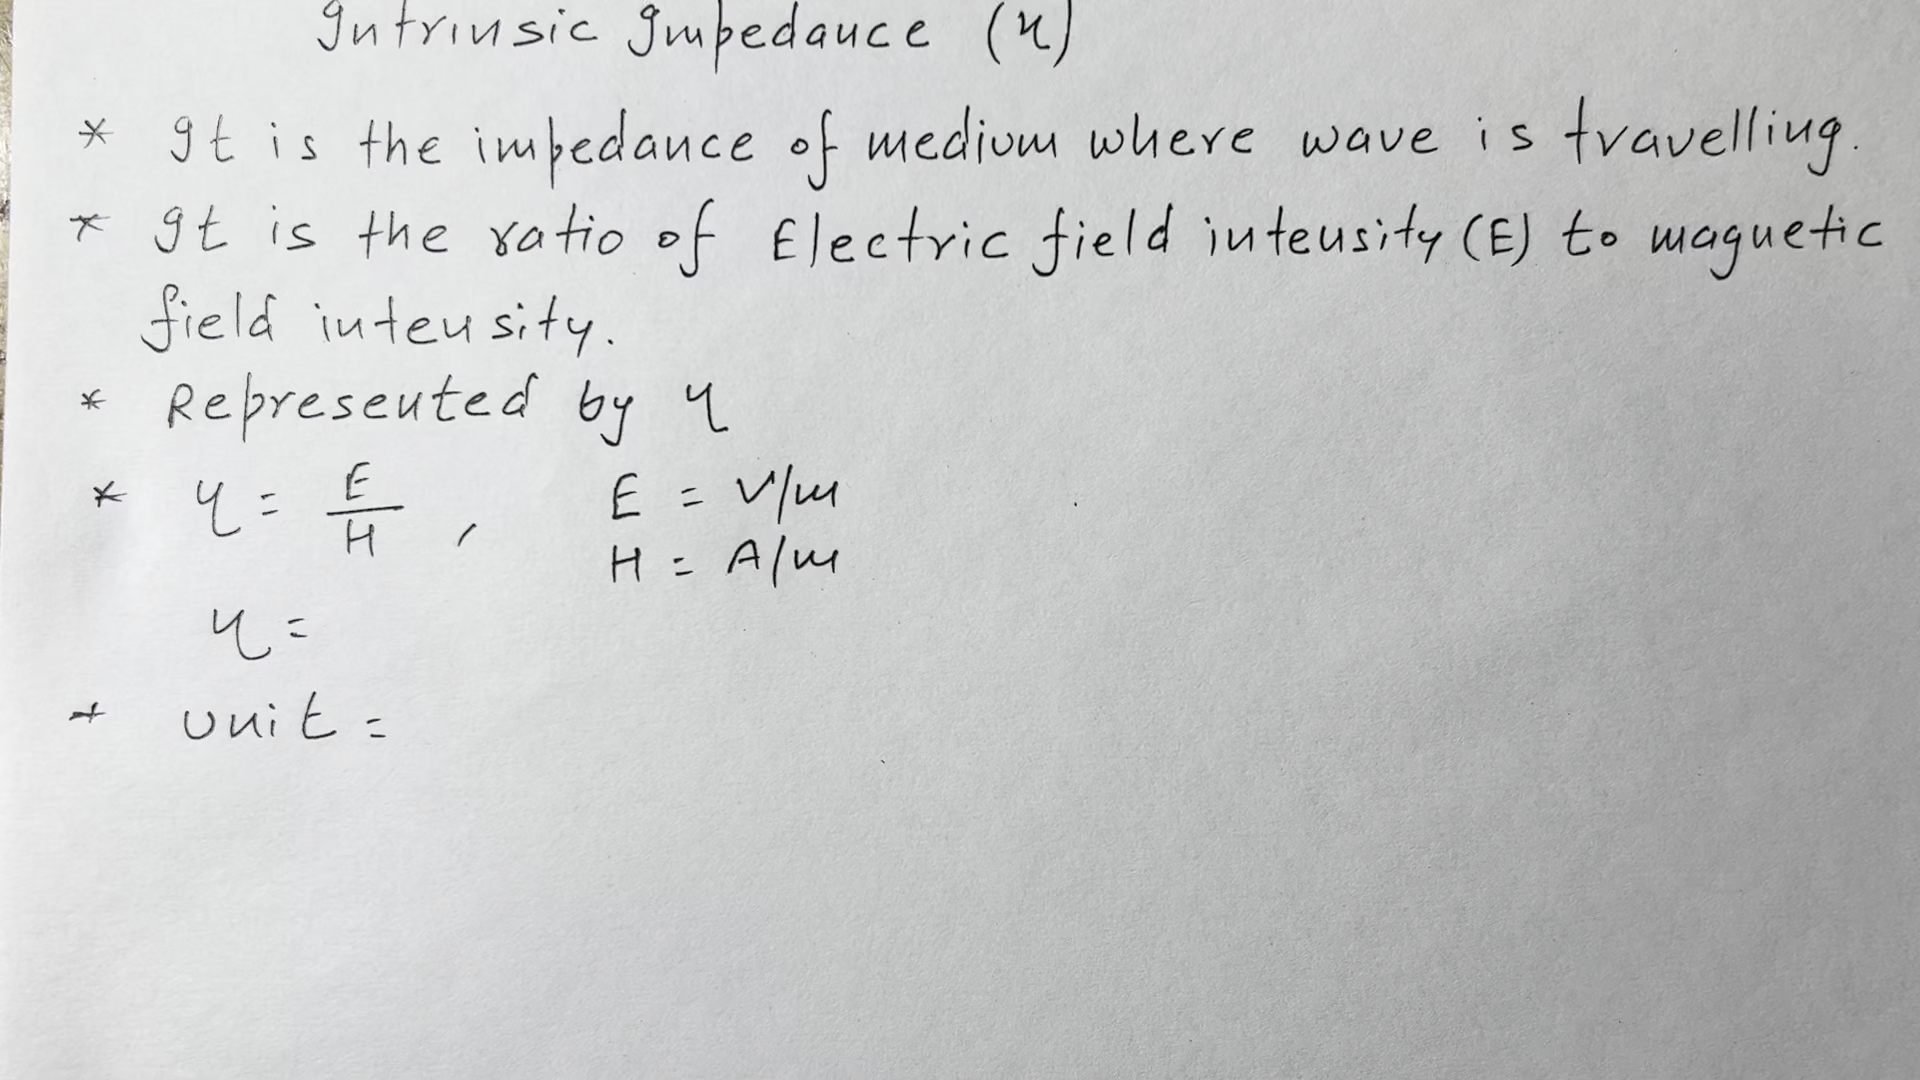 Intrinsic Impedance (η)
* It is the impedance of medium where wave is travelling.
* It is the ratio of Electric field intensity (E) to magnetic
field intensity.
* Represented by η
* η = E/H , E = V/m
H = A/m
η =
* unit =